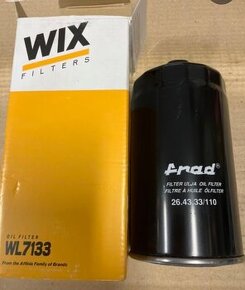 WIX
FILTERS
OIL FILTER
WL7133
From the Affinia Family of Brands
frad®
FILTER ULJA OIL FILTER
FILTRE A HUILE ÖLFILTER
26.43.33/110